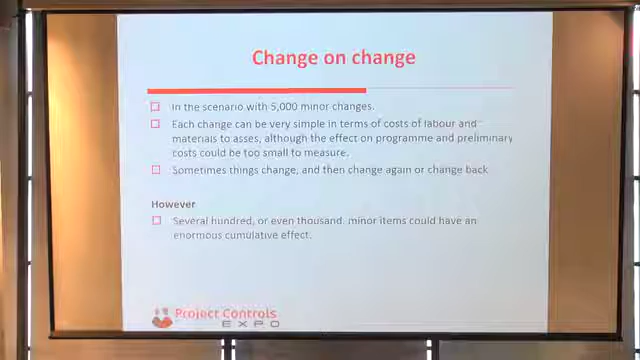 Change on change
In the scenario with 5,000 minor changes.
Each change can be very simple in terms of costs of labour and
materials to asses, although the effect on programme and preliminary
costs could be too small to measure.
Sometimes things change, and then change again or change back
However
Several hundred, or even thousand, minor items could have an
enormous cumulative effect.
Project Controls
EXPO